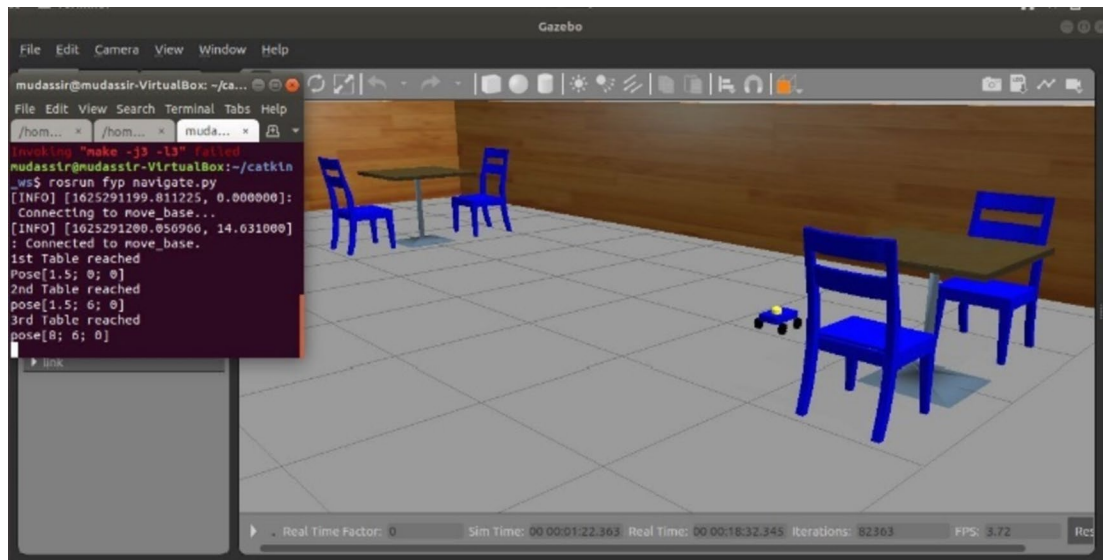 Gazebo
File Edit Camera View Window Help
mudassir@mudassir-VirtualBox: ~/ca...
File Edit View Search Terminal Tabs Help
/hom... × /hom... × muda... ×
Invoking "make -j3 -l3" failed
mudassir@mudassir-VirtualBox:~/catkin
_ws$ rosrun fyp navigate.py
[INFO] [1625291199.811225, 0.000000]:
Connecting to move_base...
[INFO] [1625291200.056966, 14.631000]
: Connected to move_base.
1st Table reached
Pose[1.5; 0; 0]
2nd Table reached
pose[1.5; 6; 0]
3rd Table reached
pose[8; 6; 0]
link
Real Time Factor: 0 Sim Time: 00 00:01:22.363 Real Time: 00 00:18:32.345 Iterations: 82363 FPS: 3.72 Res